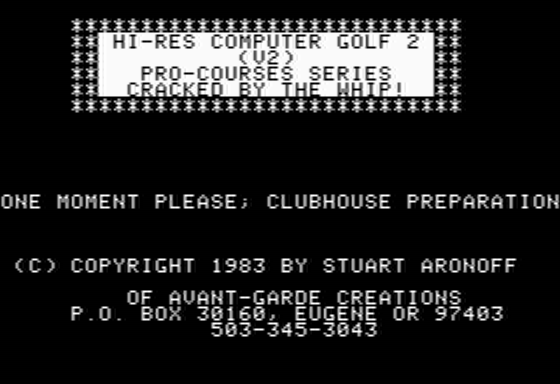 ****************************
** HI-RES COMPUTER GOLF 2 **
** (V2) **
** PRO-COURSES SERIES **
** CRACKED BY THE WHIP! **
****************************
ONE MOMENT PLEASE; CLUBHOUSE PREPARATION
(C) COPYRIGHT 1983 BY STUART ARONOFF
OF AVANT-GARDE CREATIONS
P.O. BOX 30160, EUGENE OR 97403
503-345-3043